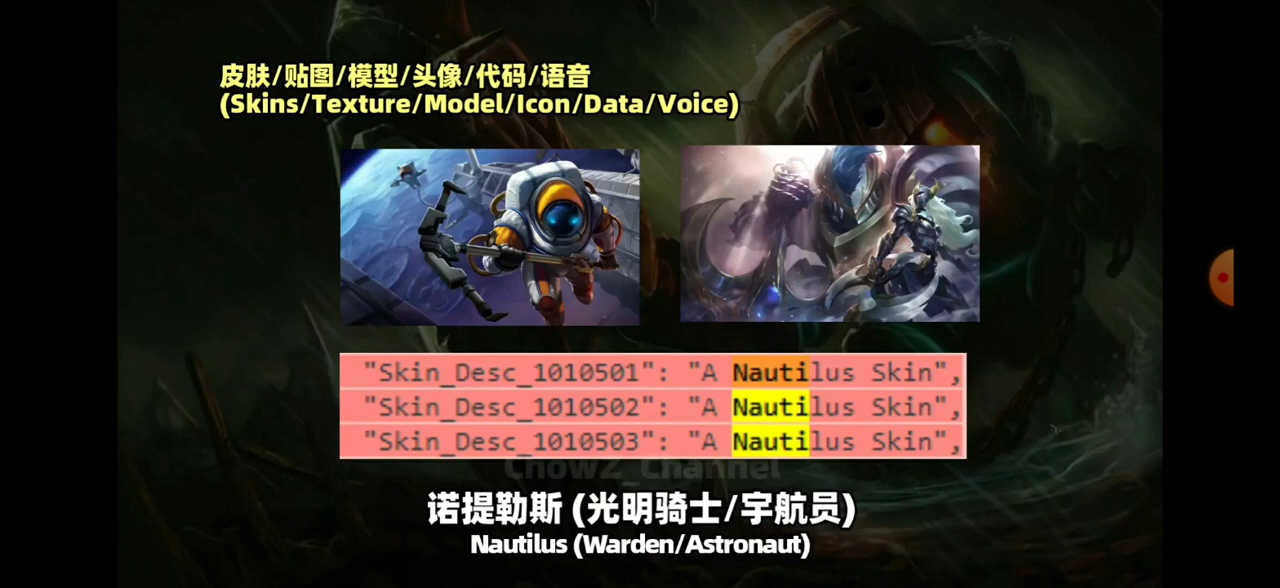 皮肤/贴图/模型/头像/代码/语音
(Skins/Texture/Model/Icon/Data/Voice)
"Skin_Desc_1010501": "A Nautilus Skin",
"Skin_Desc_1010502": "A Nautilus Skin",
"Skin_Desc_1010503": "A Nautilus Skin",
ChowZ_Channel
诺提勒斯 (光明骑士/宇航员)
Nautilus (Warden/Astronaut)